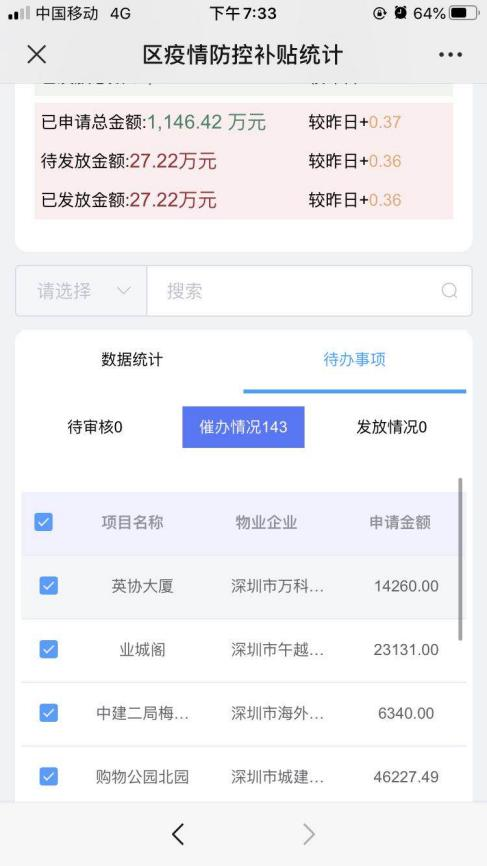 中国移动 4G 下午7:33 64%
区疫情防控补贴统计
已申请总金额:1,146.42 万元 较昨日+0.37
待发放金额:27.22万元 较昨日+0.36
已发放金额:27.22万元 较昨日+0.36
请选择 搜索
数据统计 待办事项
待审核0 催办情况143 发放情况0
项目名称 物业企业 申请金额
英协大厦 深圳市万科... 14260.00
业城阁 深圳市午越... 23131.00
中建二局梅... 深圳市海外... 6340.00
购物公园北园 深圳市城建... 46227.49